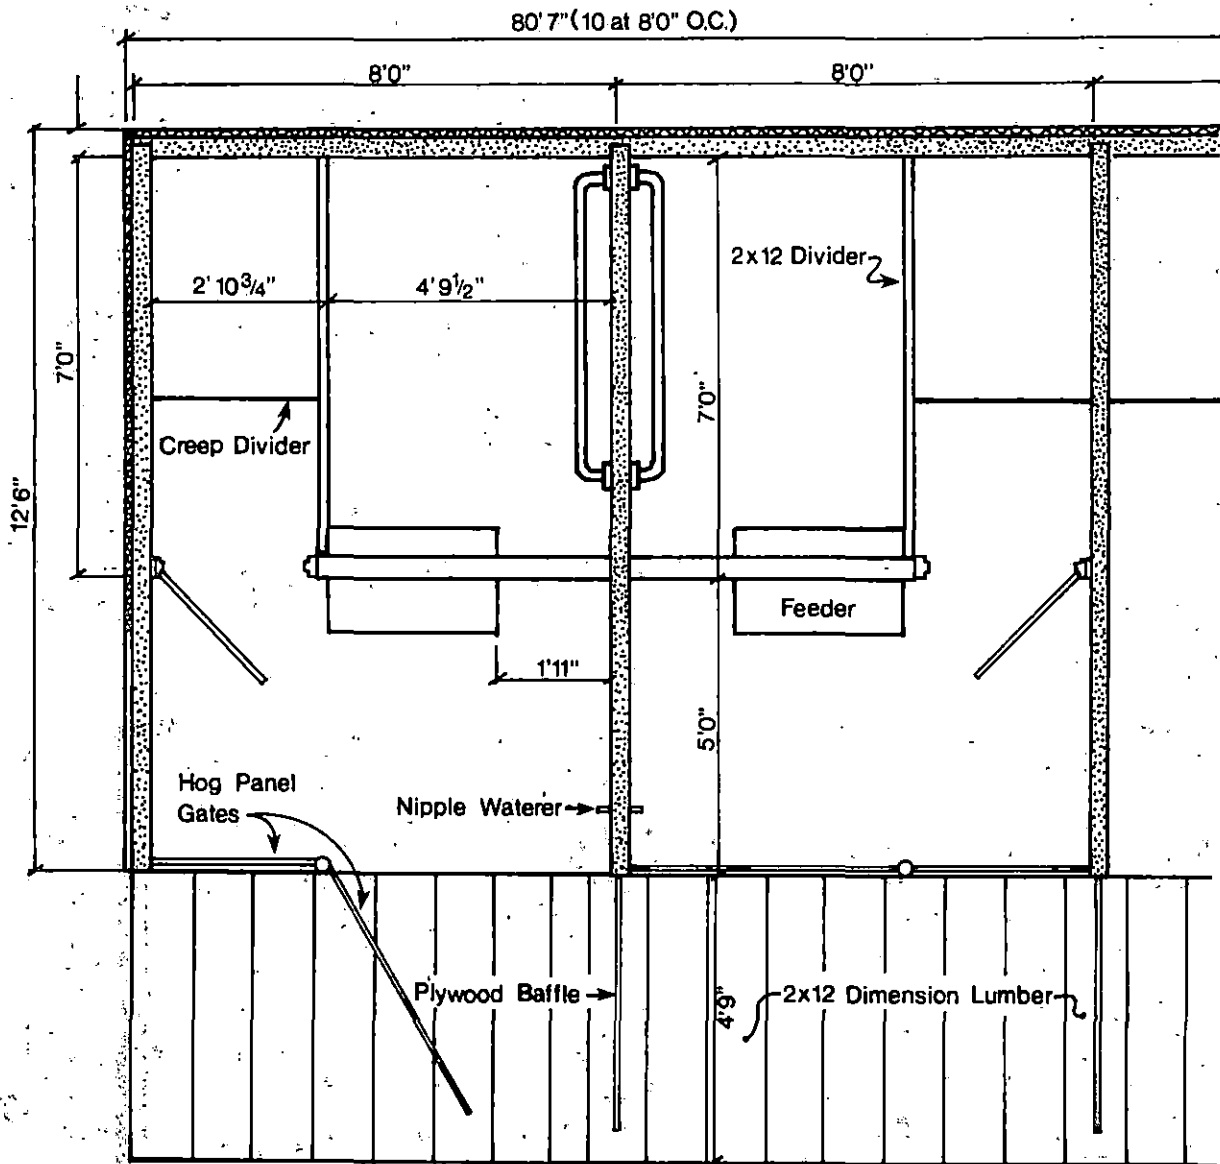 80'7" (10 at 8'0" O.C.)
8'0"
8'0"
2x12 Divider
2' 10¾"
4' 9½"
7'0"
7'0"
Creep Divider
12'6"
Feeder
1'11"
5'0"
Hog Panel
Gates
Nipple Waterer
Plywood Baffle
4'9"
2x12 Dimension Lumber